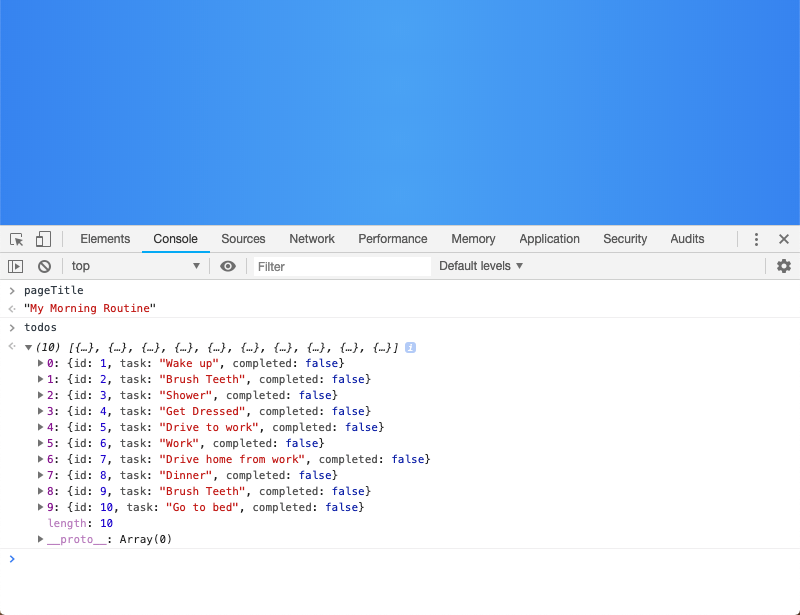 Elements Console Sources Network Performance Memory Application Security Audits
top Filter Default levels
pageTitle
"My Morning Routine"
todos
(10) [{…}, {…}, {…}, {…}, {…}, {…}, {…}, {…}, {…}, {…}] i
0: {id: 1, task: "Wake up", completed: false}
1: {id: 2, task: "Brush Teeth", completed: false}
2: {id: 3, task: "Shower", completed: false}
3: {id: 4, task: "Get Dressed", completed: false}
4: {id: 5, task: "Drive to work", completed: false}
5: {id: 6, task: "Work", completed: false}
6: {id: 7, task: "Drive home from work", completed: false}
7: {id: 8, task: "Dinner", completed: false}
8: {id: 9, task: "Brush Teeth", completed: false}
9: {id: 10, task: "Go to bed", completed: false}
length: 10
__proto__: Array(0)